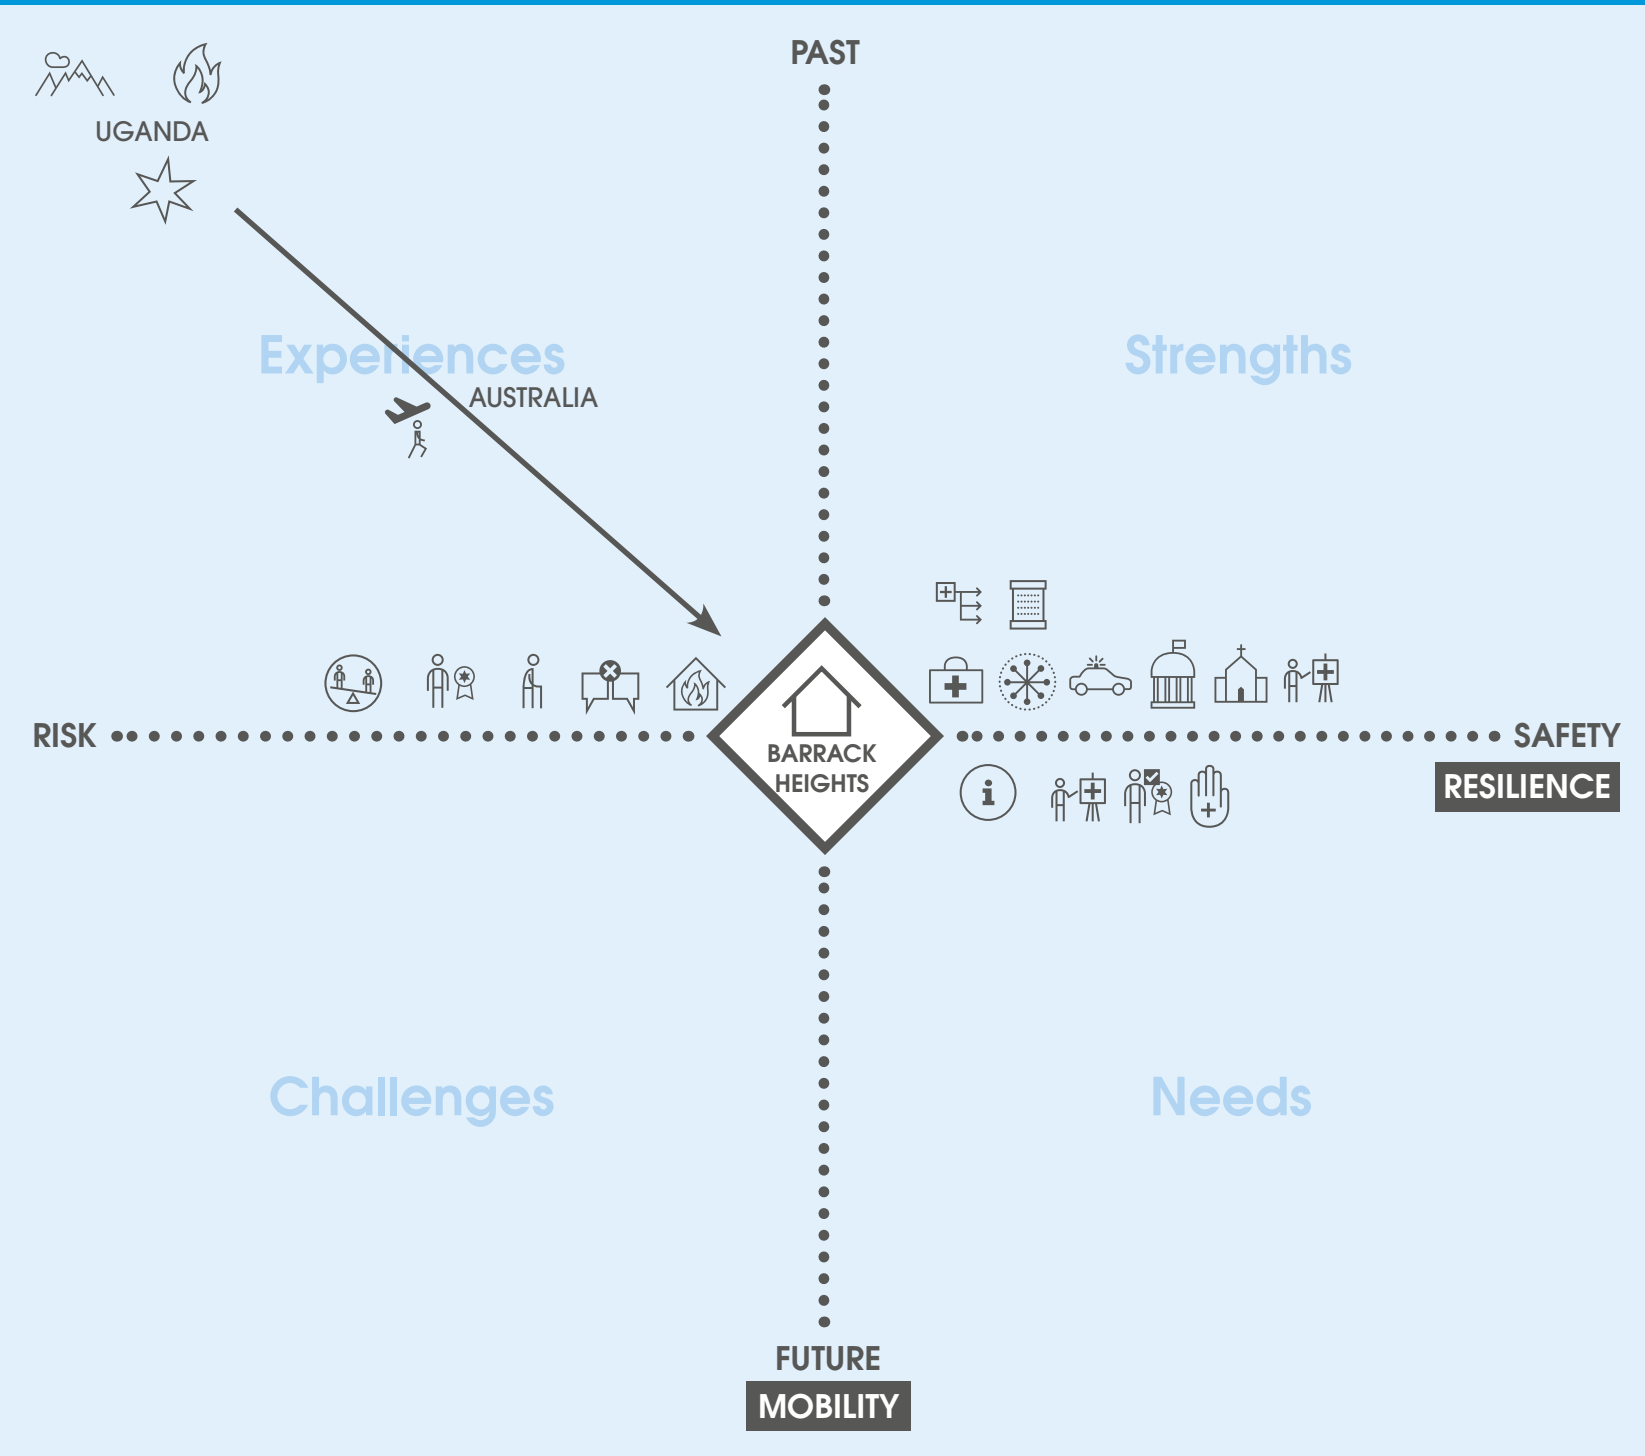 PAST
UGANDA
Experiences
Strengths
AUSTRALIA
RISK
BARRACK
HEIGHTS
SAFETY
RESILIENCE
i
Challenges
Needs
FUTURE
MOBILITY